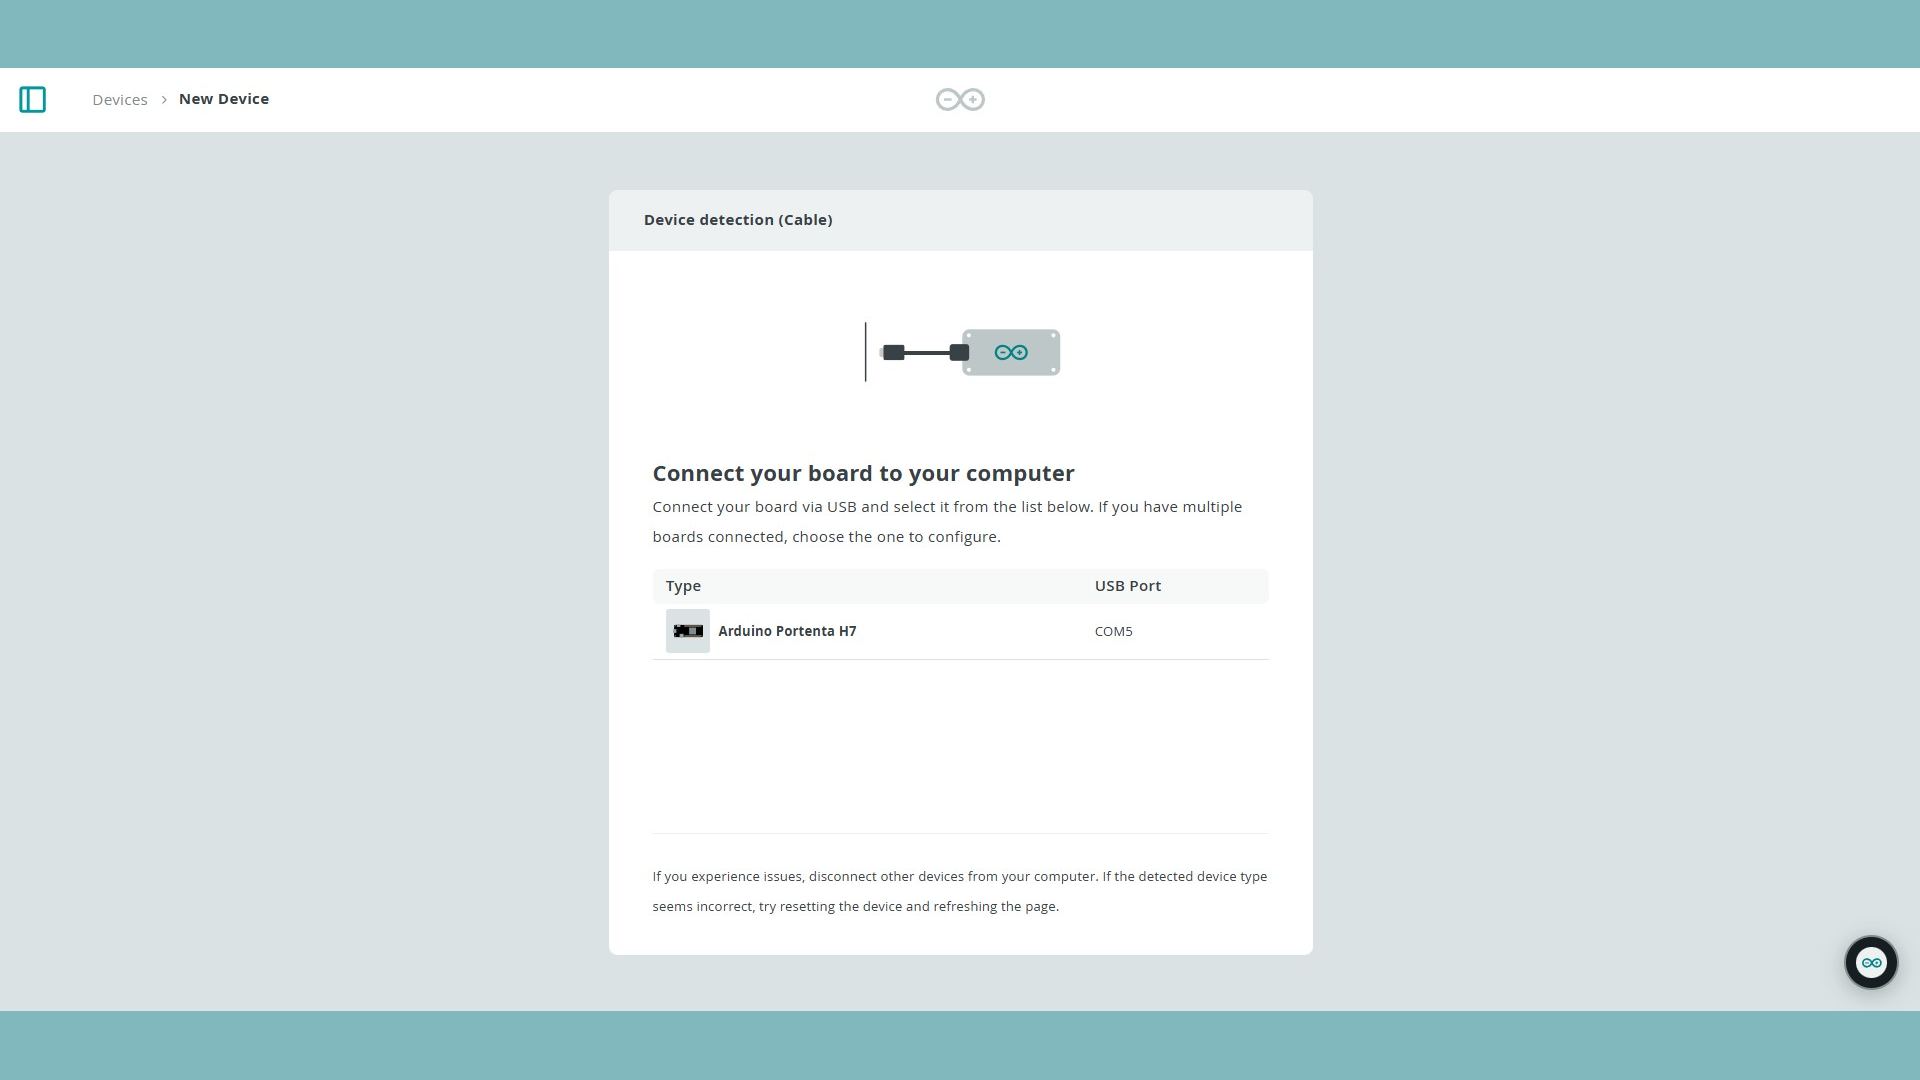 Devices > New Device
Device detection (Cable)
Connect your board to your computer
Connect your board via USB and select it from the list below. If you have multiple
boards connected, choose the one to configure.
Type USB Port
Arduino Portenta H7 COM5
If you experience issues, disconnect other devices from your computer. If the detected device type
seems incorrect, try resetting the device and refreshing the page.